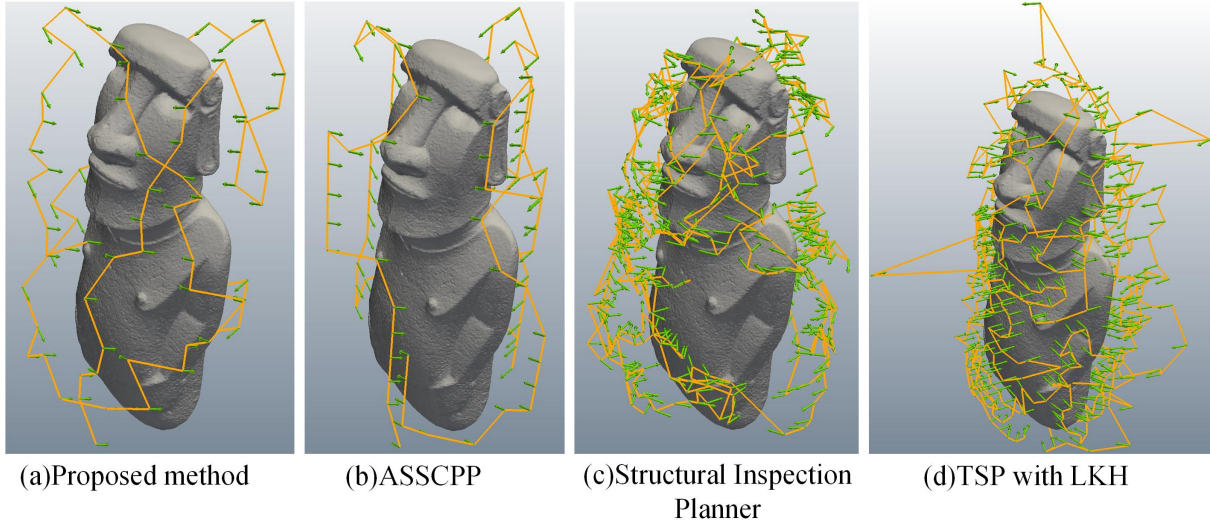 (a)Proposed method
(b)ASSCPP
(c)Structural Inspection
Planner
(d)TSP with LKH